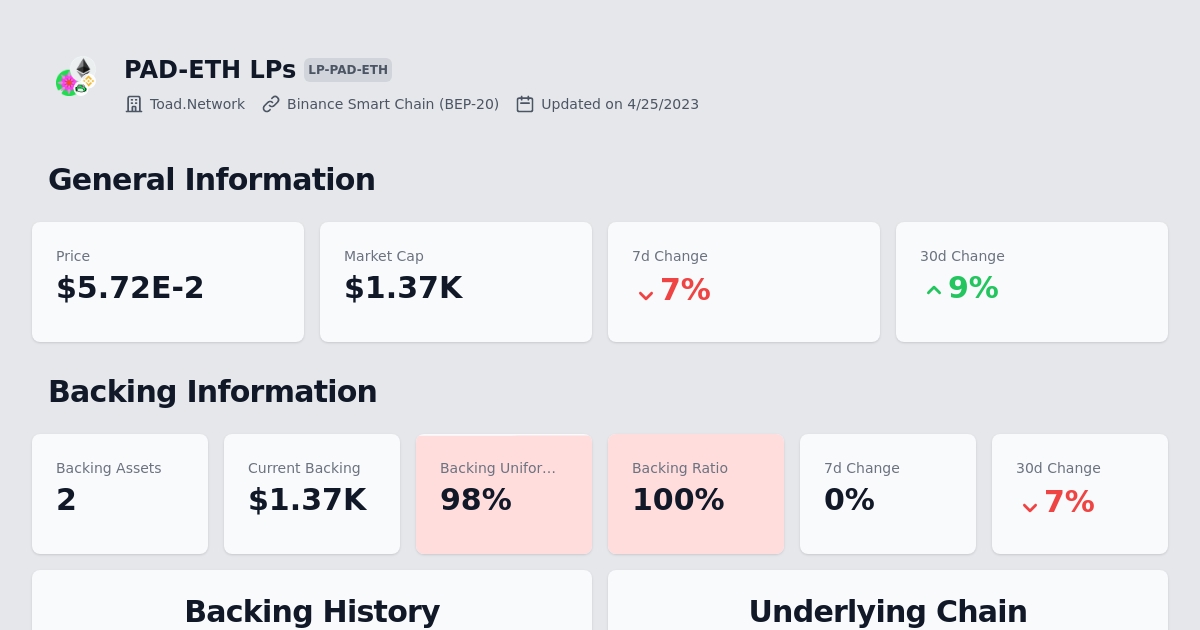 PAD-ETH LPs LP-PAD-ETH
Toad.Network Binance Smart Chain (BEP-20) Updated on 4/25/2023
General Information
Price Market Cap 7d Change 30d Change
$5.72E-2 $1.37K 7% 9%
Backing Information
Backing Assets Current Backing Backing Unifor... Backing Ratio 7d Change 30d Change
2 $1.37K 98% 100% 0% 7%
Backing History Underlying Chain